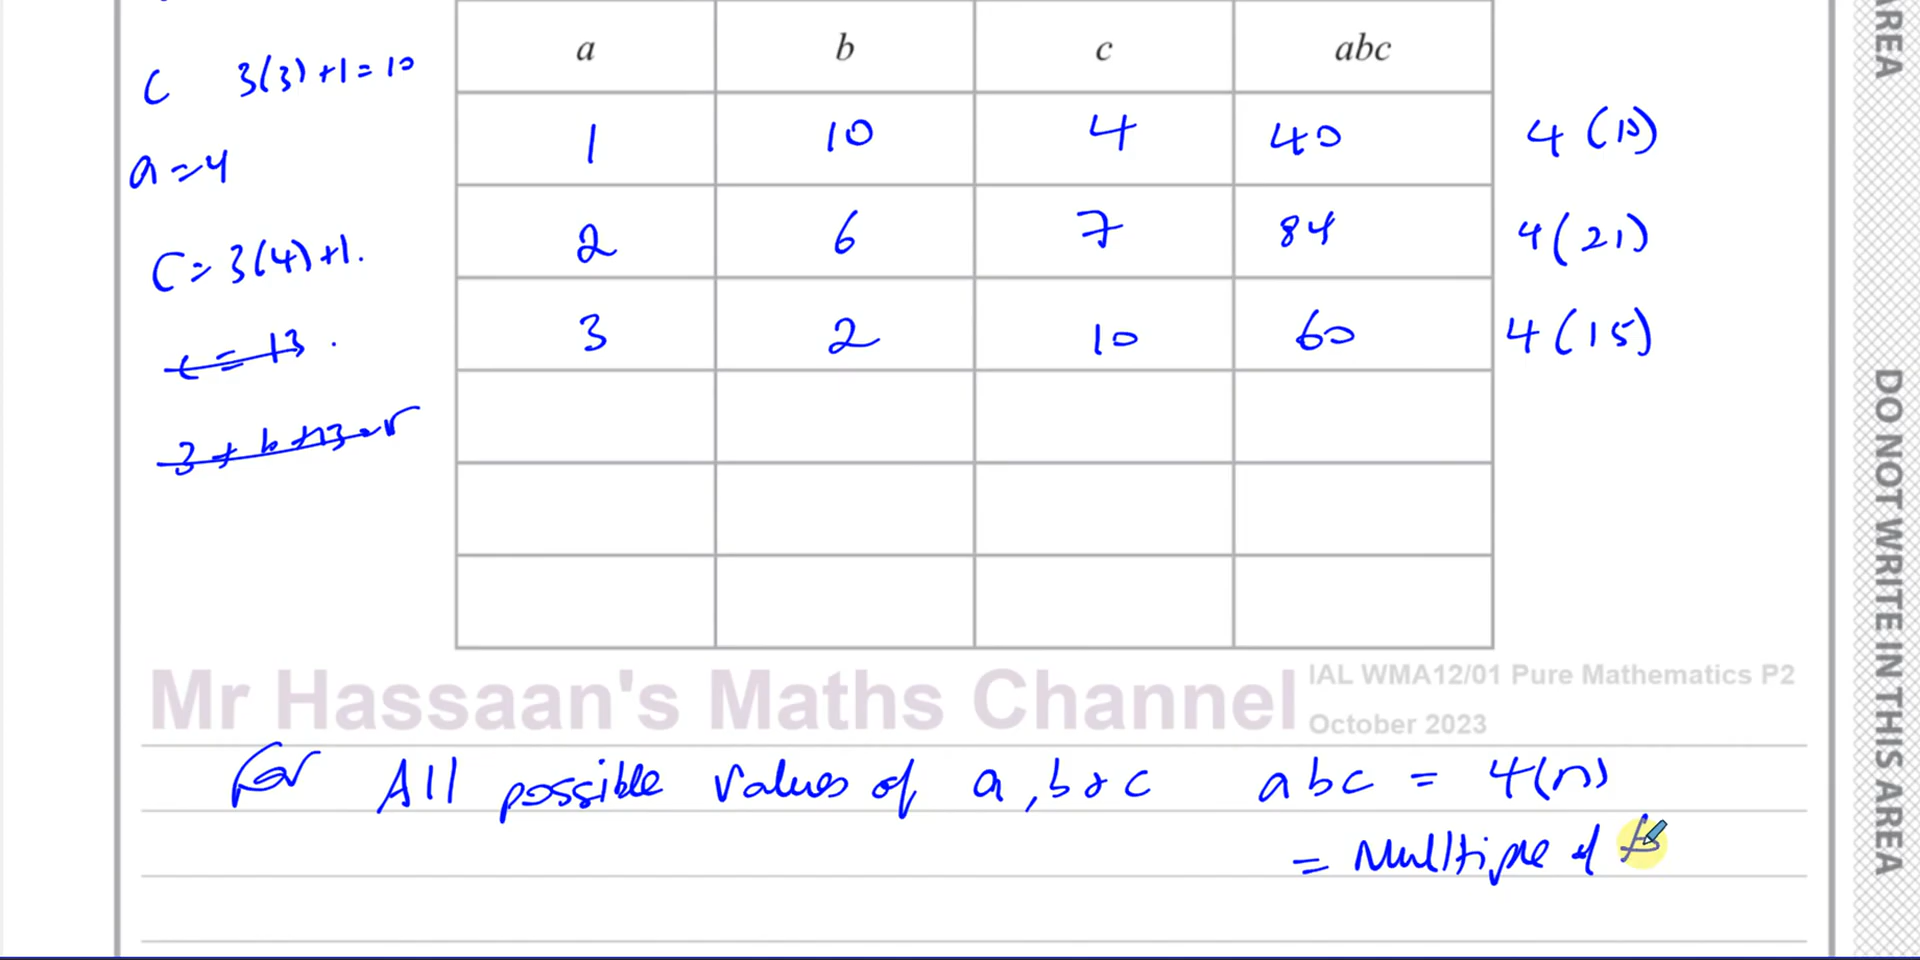 a b c abc
C 3(3)+1=10
1 10 4 40 4(10)
a=4
2 6 7 84 4(21)
C=3(4)+1.
3 2 10 60 4(15)
c=13.
Mr Hassaan's Maths Channel
IAL WMA12/01 Pure Mathematics P2
October 2023
For All possible values of a, b & c abc = 4(n)
= Multiple of
AREA
DO NOT WRITE IN THIS AREA